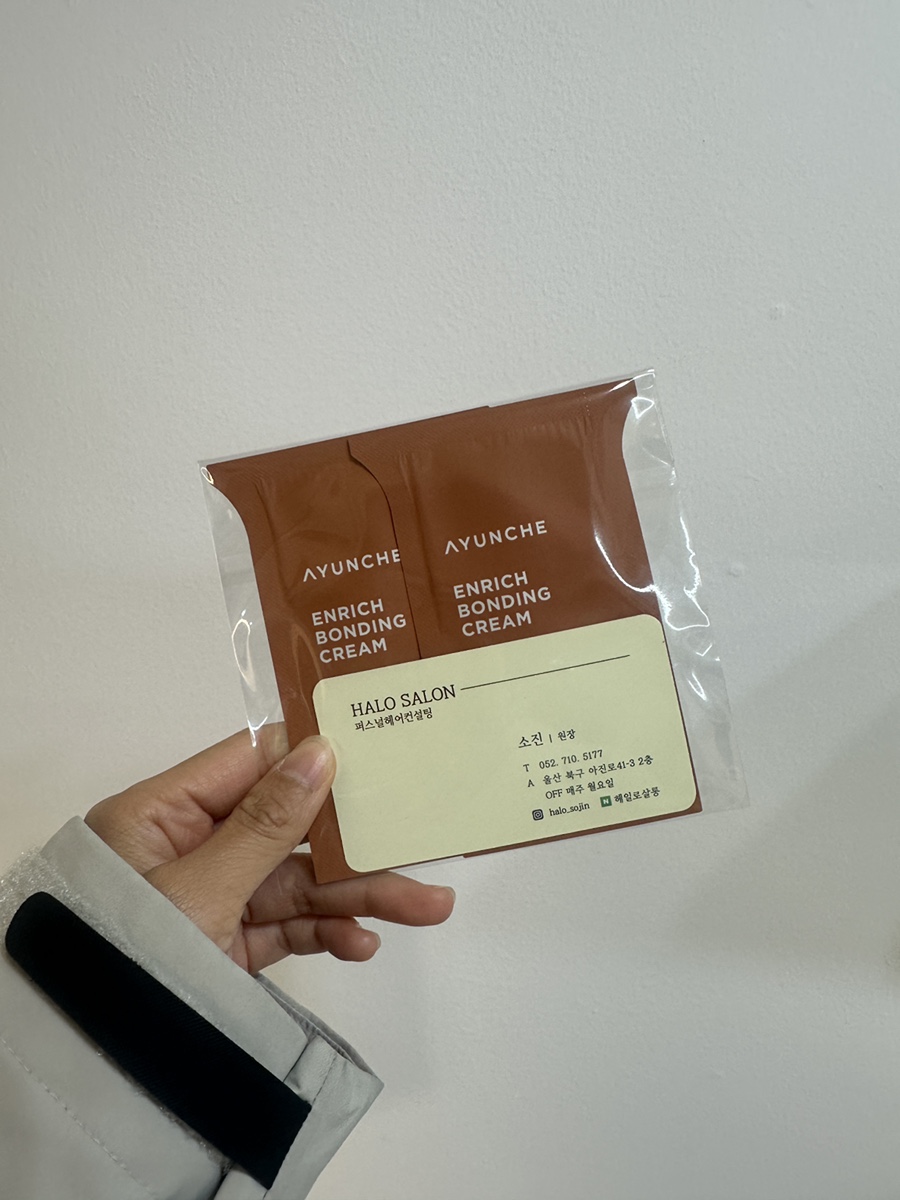 AYUNCHE
ENRICH
BONDING
CREAM
AYUNCHE
ENRICH
BONDING
CREAM
HALO SALON
퍼스널헤어컨설팅
소진 | 원장
T 052. 710. 5177
A 울산 북구 아진로41-3 2층
OFF 매주 월요일
halo_sojin N 헤일로살롱